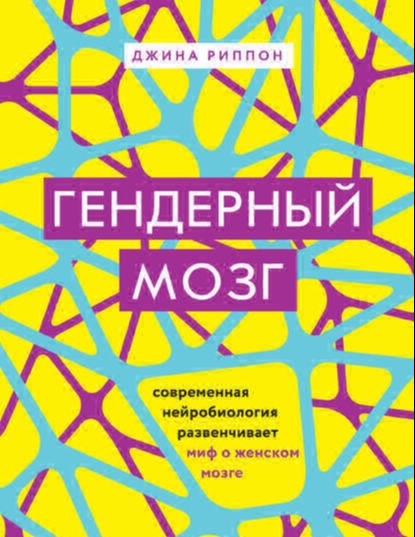 ДЖИНА РИППОН
ГЕНДЕРНЫЙ
МОЗГ
современная
нейробиология
развенчивает
миф о женском
мозге